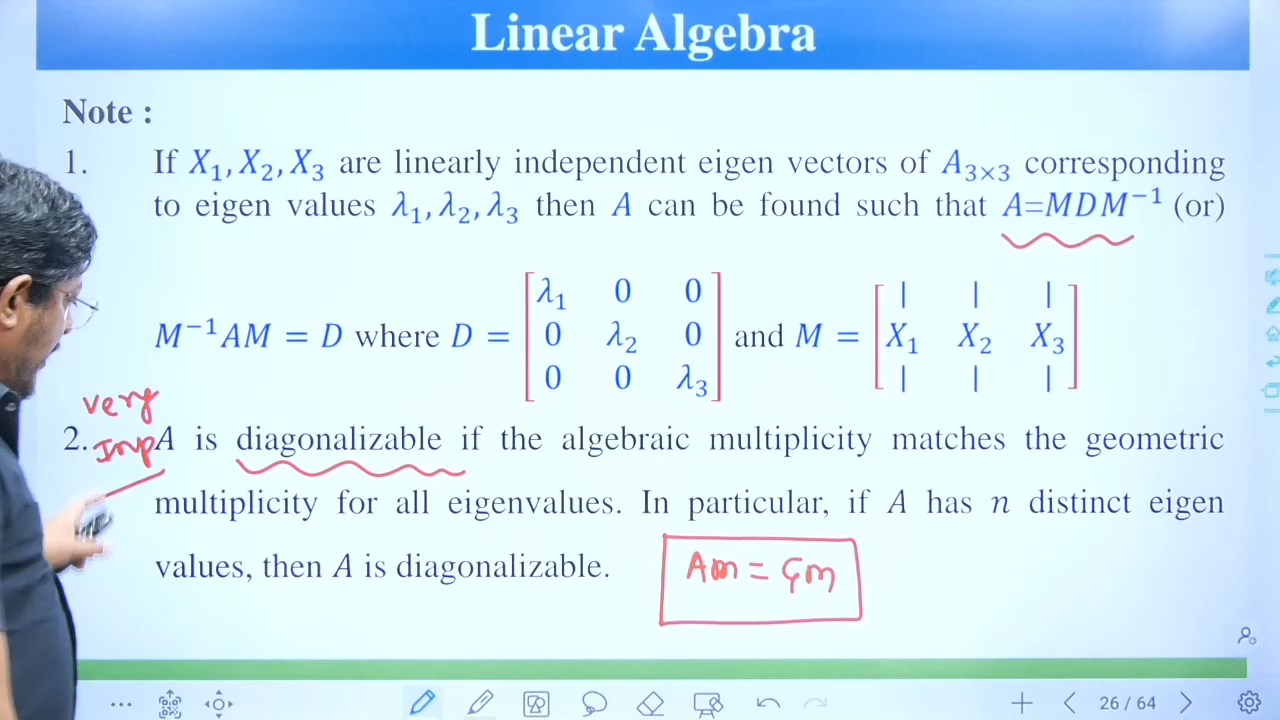 Linear Algebra
Note :
1. If X₁, X₂, X₃ are linearly independent eigen vectors of A₃ₓ₃ corresponding
to eigen values λ₁, λ₂, λ₃ then A can be found such that A=MDM⁻¹ (or)
M⁻¹AM = D where D = [λ₁ 0 0; 0 λ₂ 0; 0 0 λ₃] and M = [| | |; X₁ X₂ X₃; | | |]
very
2. Imp A is diagonalizable if the algebraic multiplicity matches the geometric
multiplicity for all eigenvalues. In particular, if A has n distinct eigen
values, then A is diagonalizable.
Am = Gm
26 / 64